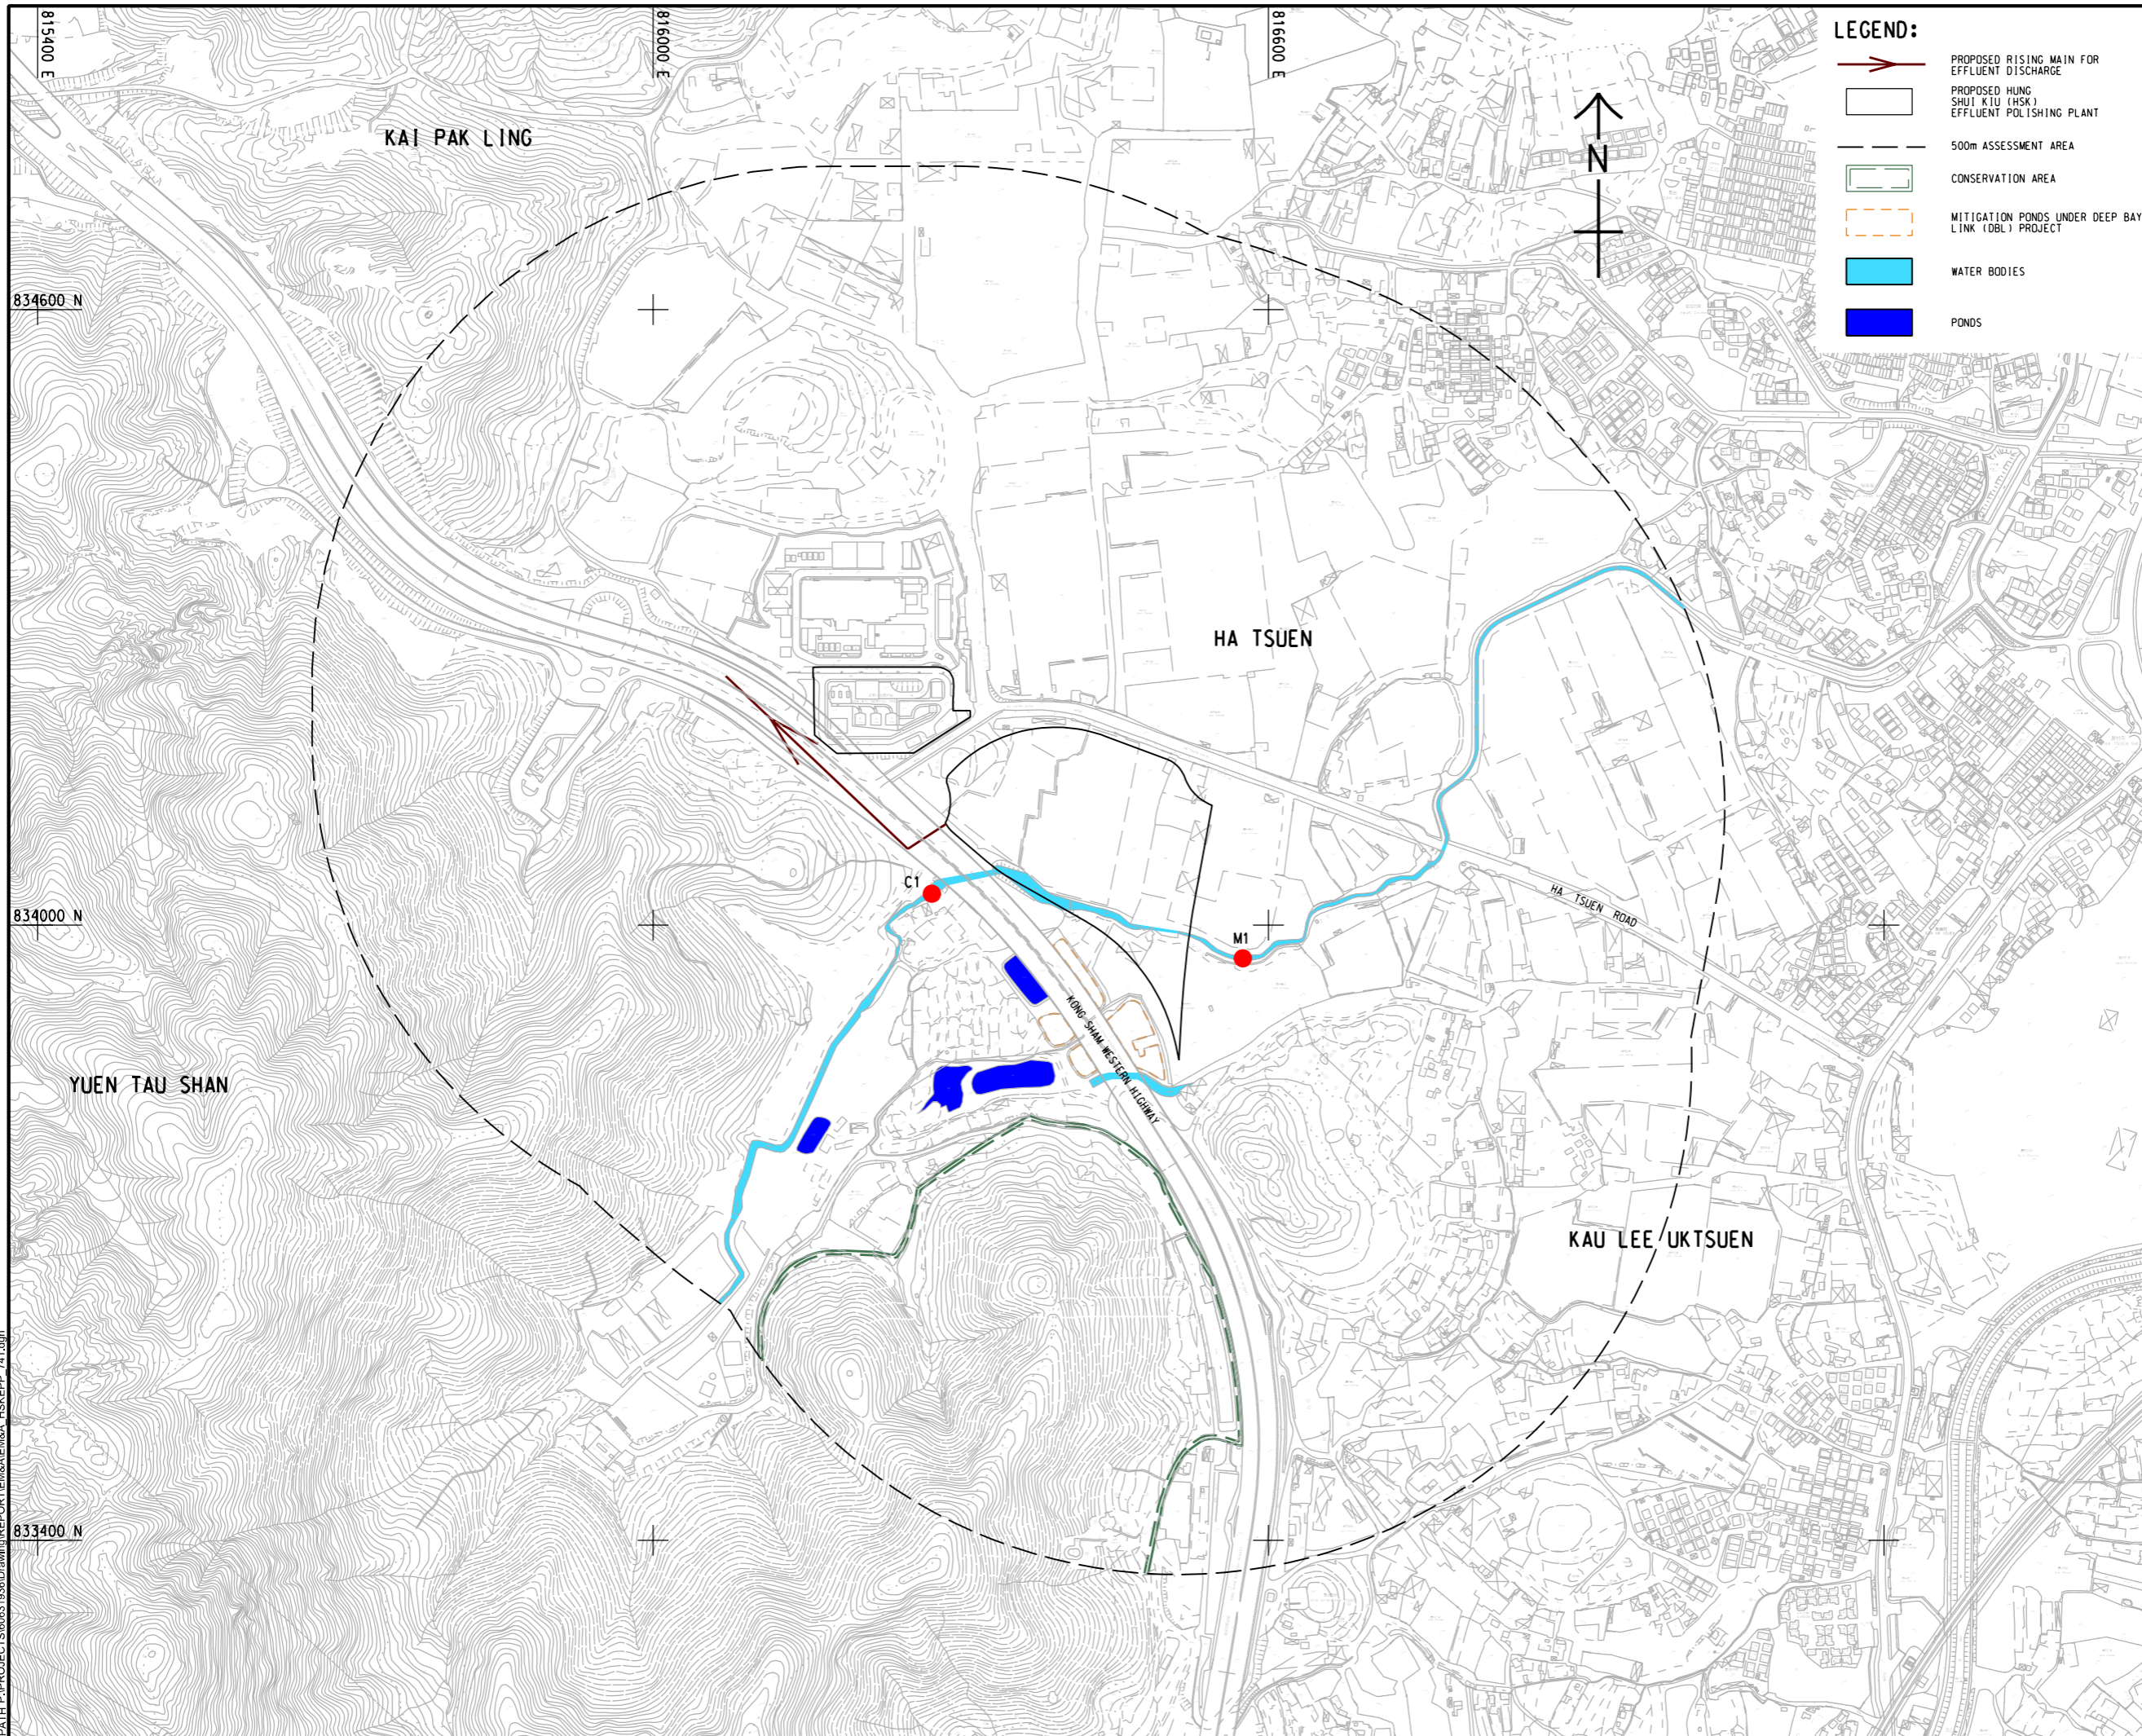 815400 E
816000 E
816600 E
LEGEND:
PROPOSED RISING MAIN FOR
EFFLUENT DISCHARGE
PROPOSED HUNG
SHUI KIU (HSK)
EFFLUENT POLISHING PLANT
500m ASSESSMENT AREA
CONSERVATION AREA
MITIGATION PONDS UNDER DEEP BAY
LINK (DBL) PROJECT
WATER BODIES
PONDS
N
KAI PAK LING
834600 N
HA TSUEN
C1
HA TSUEN ROAD
834000 N
M1
KONG SHAM WESTERN HIGHWAY
YUEN TAU SHAN
KAU LEE UKTSUEN
833400 N